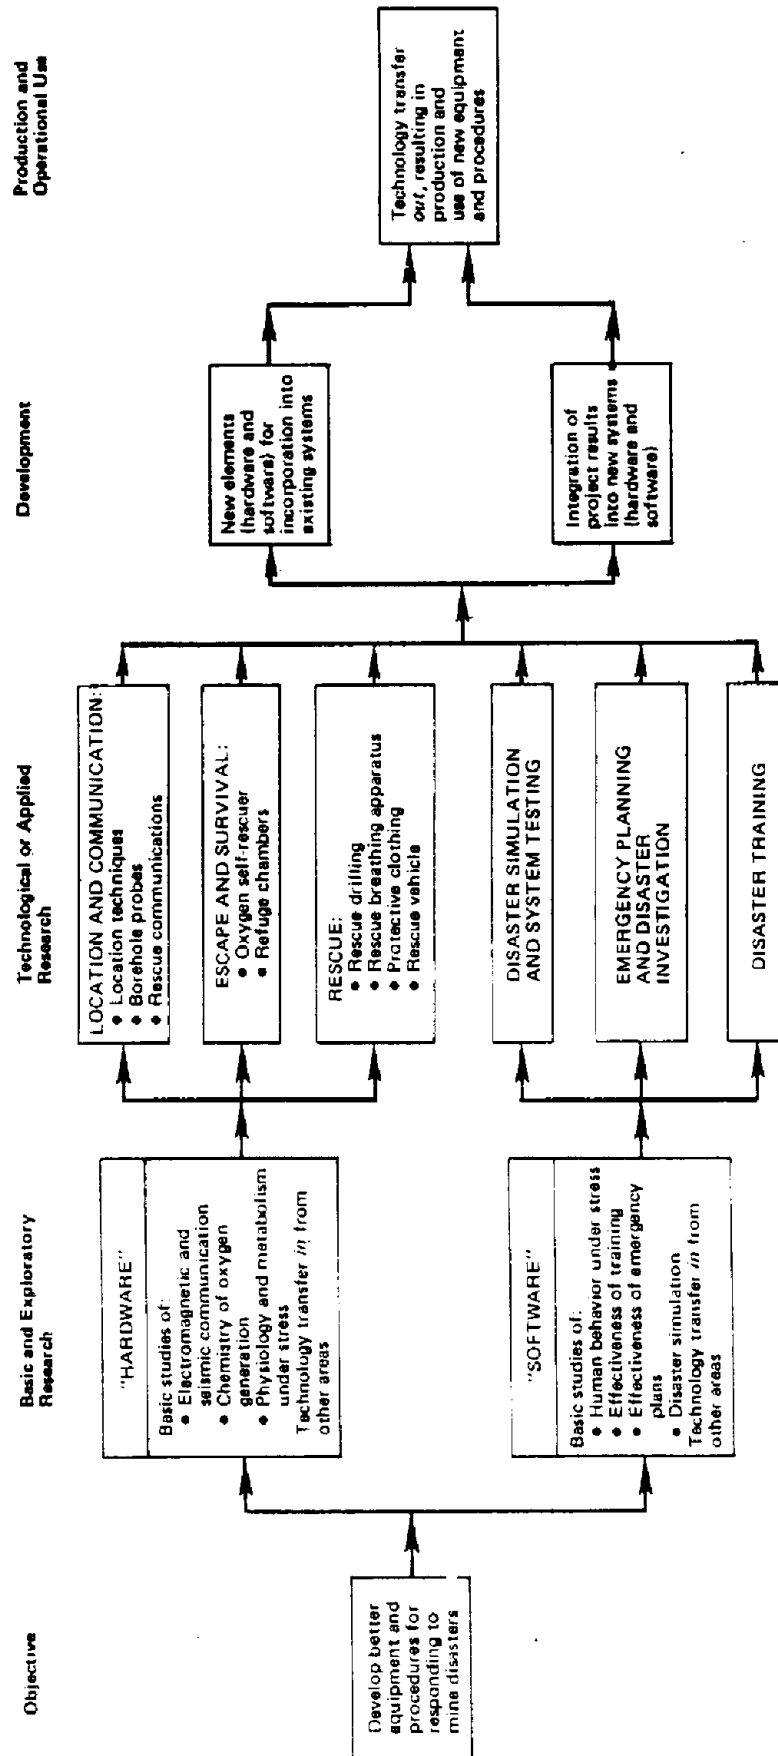 Objective
Basic and Exploratory
Research
Technological or Applied
Research
Development
Production and
Operational Use
Develop better
equipment and
procedures for
responding to
mine disasters
"HARDWARE"
Basic studies of:
• Electromagnetic and
seismic communication
• Chemistry of oxygen
generation
• Physiology and metabolism
under stress
Technology transfer in from
other areas
"SOFTWARE"
Basic studies of:
• Human behavior under stress
• Effectiveness of training
• Effectiveness of emergency
plans
• Disaster simulation
Technology transfer in from
other areas
LOCATION AND COMMUNICATION:
• Location techniques
• Borehole probes
• Rescue communications
ESCAPE AND SURVIVAL:
• Oxygen self-rescuer
• Refuge chambers
RESCUE:
• Rescue drilling
• Rescue breathing apparatus
• Protective clothing
• Rescue vehicle
DISASTER SIMULATION
AND SYSTEM TESTING
EMERGENCY PLANNING
AND DISASTER
INVESTIGATION
DISASTER TRAINING
New elements
(hardware and
software) for
incorporation into
existing systems
Integration of
project results
into new systems
(hardware and
software)
Technology transfer
out, resulting in
production and
use of new equipment
and procedures